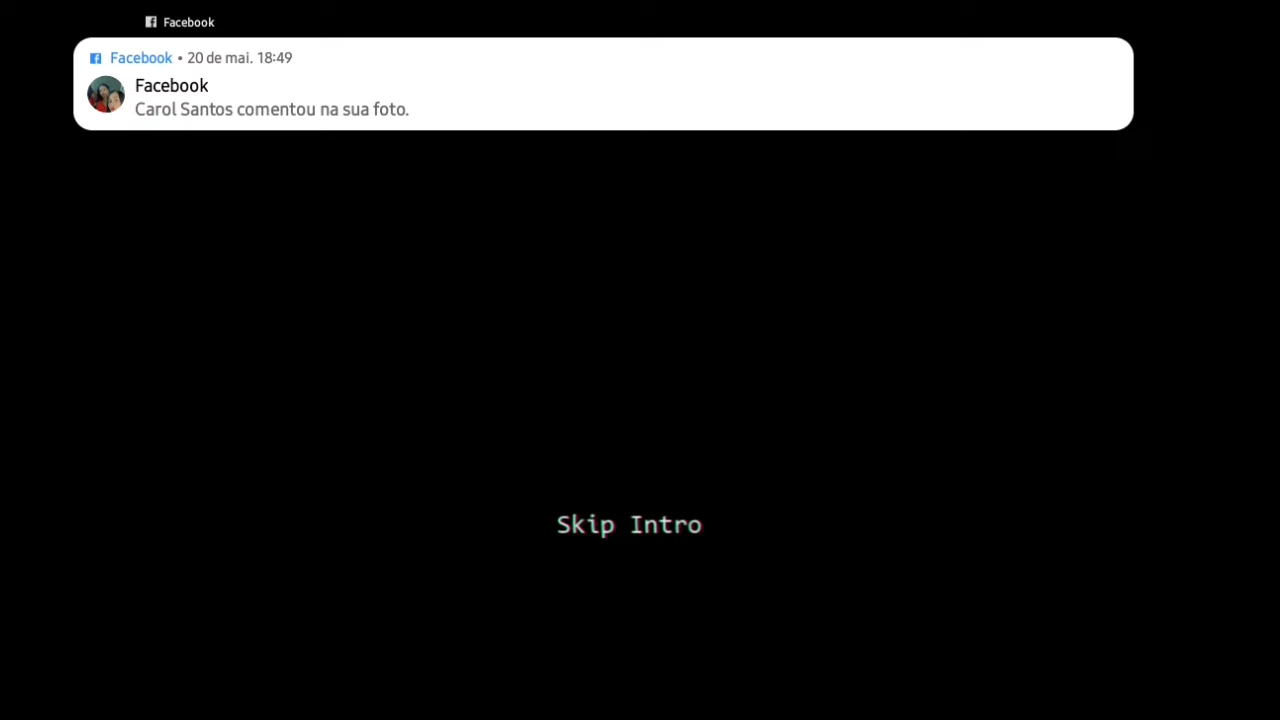 Facebook
Facebook • 20 de mai. 18:49
Facebook
Carol Santos comentou na sua foto.
Skip Intro